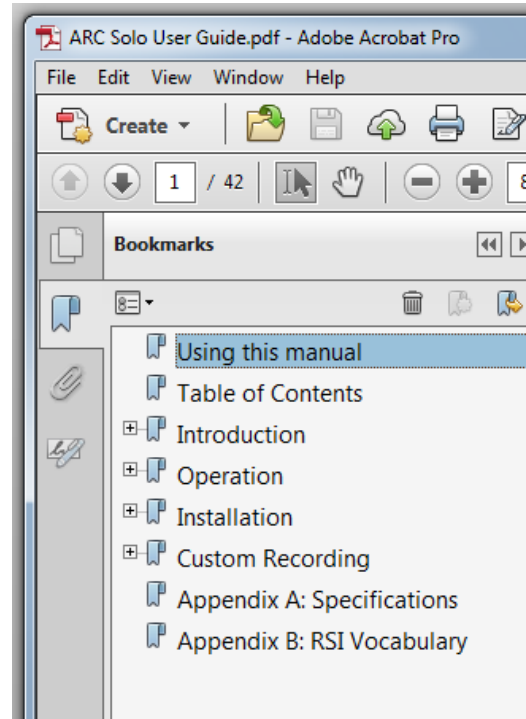 ARC Solo User Guide.pdf - Adobe Acrobat Pro
File Edit View Window Help
Create
1 / 42 8
Bookmarks
Using this manual
Table of Contents
Introduction
Operation
Installation
Custom Recording
Appendix A: Specifications
Appendix B: RSI Vocabulary